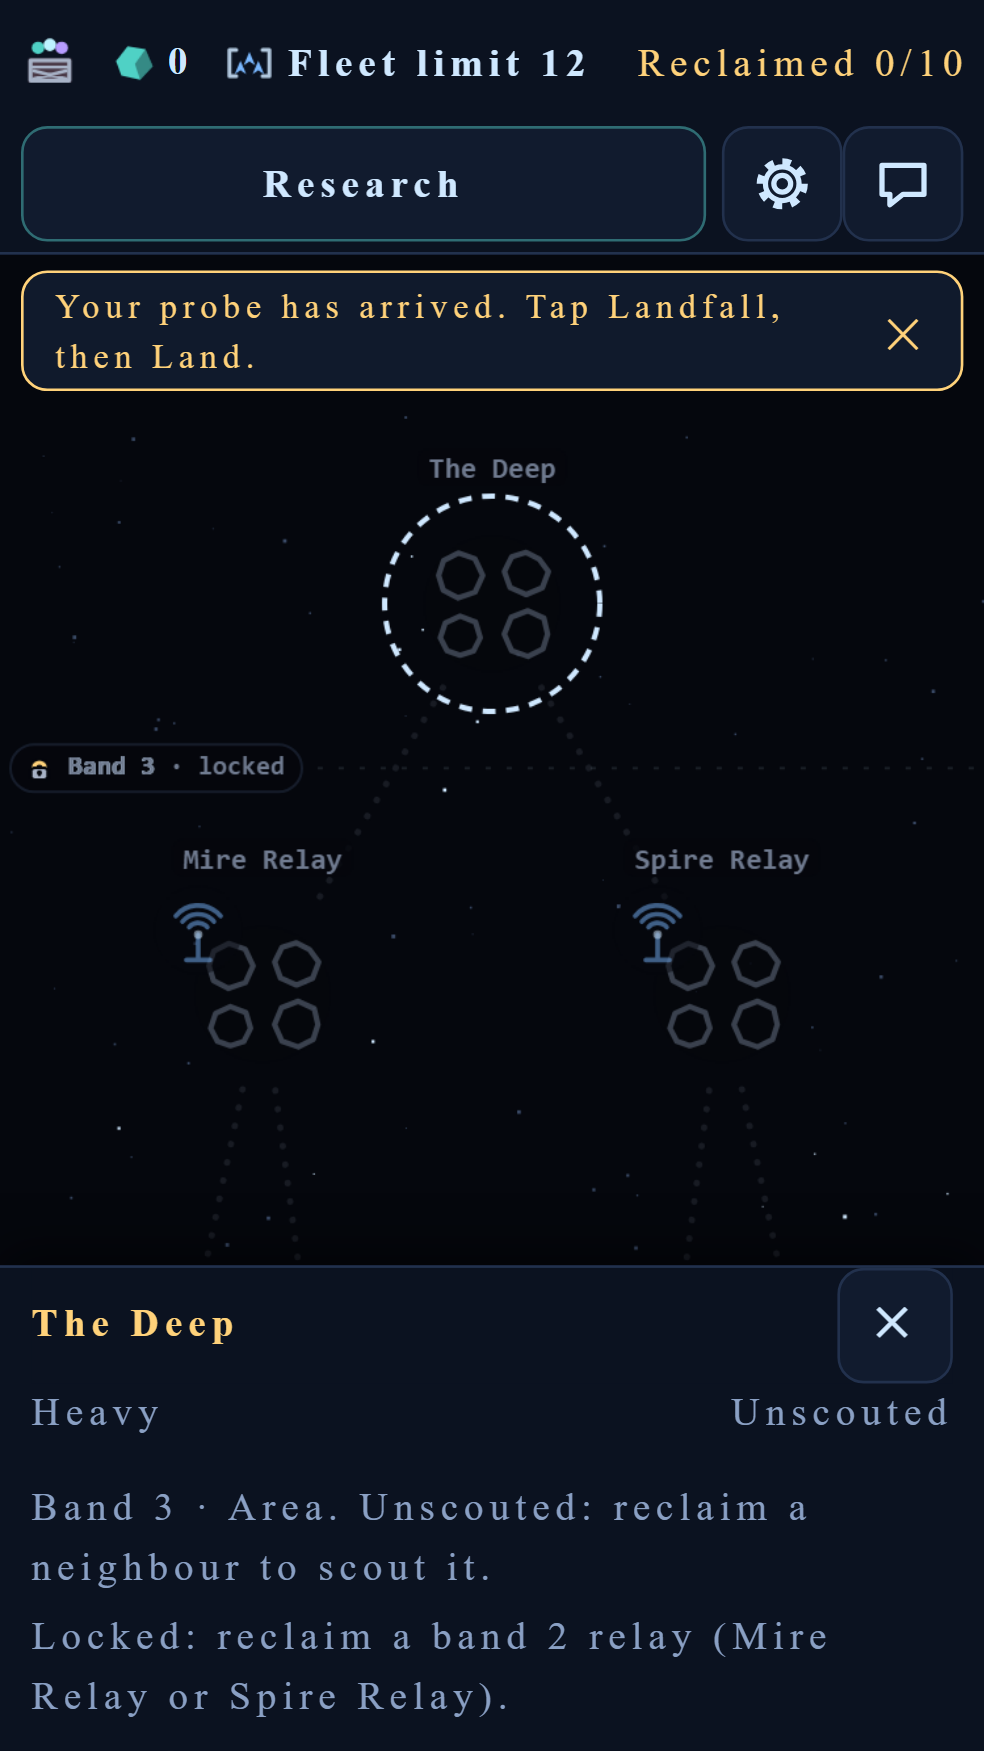 0 Fleet limit 12 Reclaimed 0/10
Research
Your probe has arrived. Tap Landfall,
then Land.
The Deep
Band 3 · locked
Mire Relay Spire Relay
The Deep
Heavy Unscouted
Band 3 · Area. Unscouted: reclaim a
neighbour to scout it.
Locked: reclaim a band 2 relay (Mire
Relay or Spire Relay).